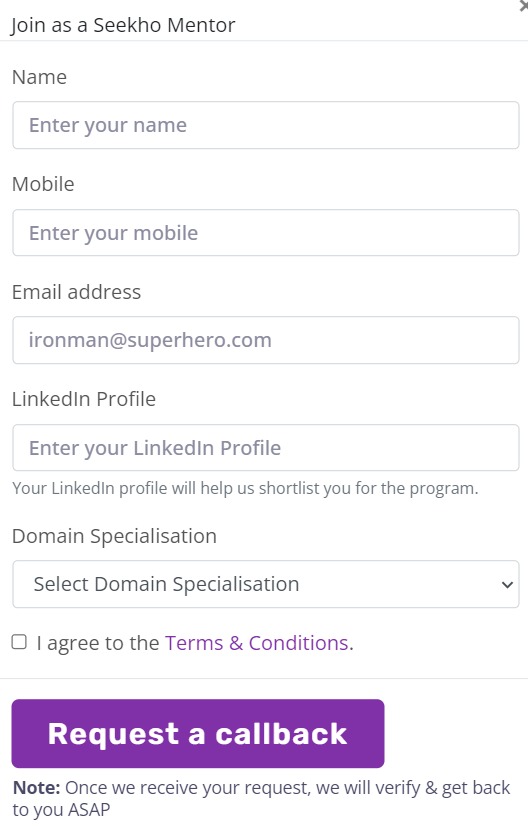 Join as a Seekho Mentor
Name
Enter your name
Mobile
Enter your mobile
Email address
ironman@superhero.com
LinkedIn Profile
Enter your LinkedIn Profile
Your LinkedIn profile will help us shortlist you for the program.
Domain Specialisation
Select Domain Specialisation
I agree to the Terms & Conditions.
Request a callback
Note: Once we receive your request, we will verify & get back
to you ASAP